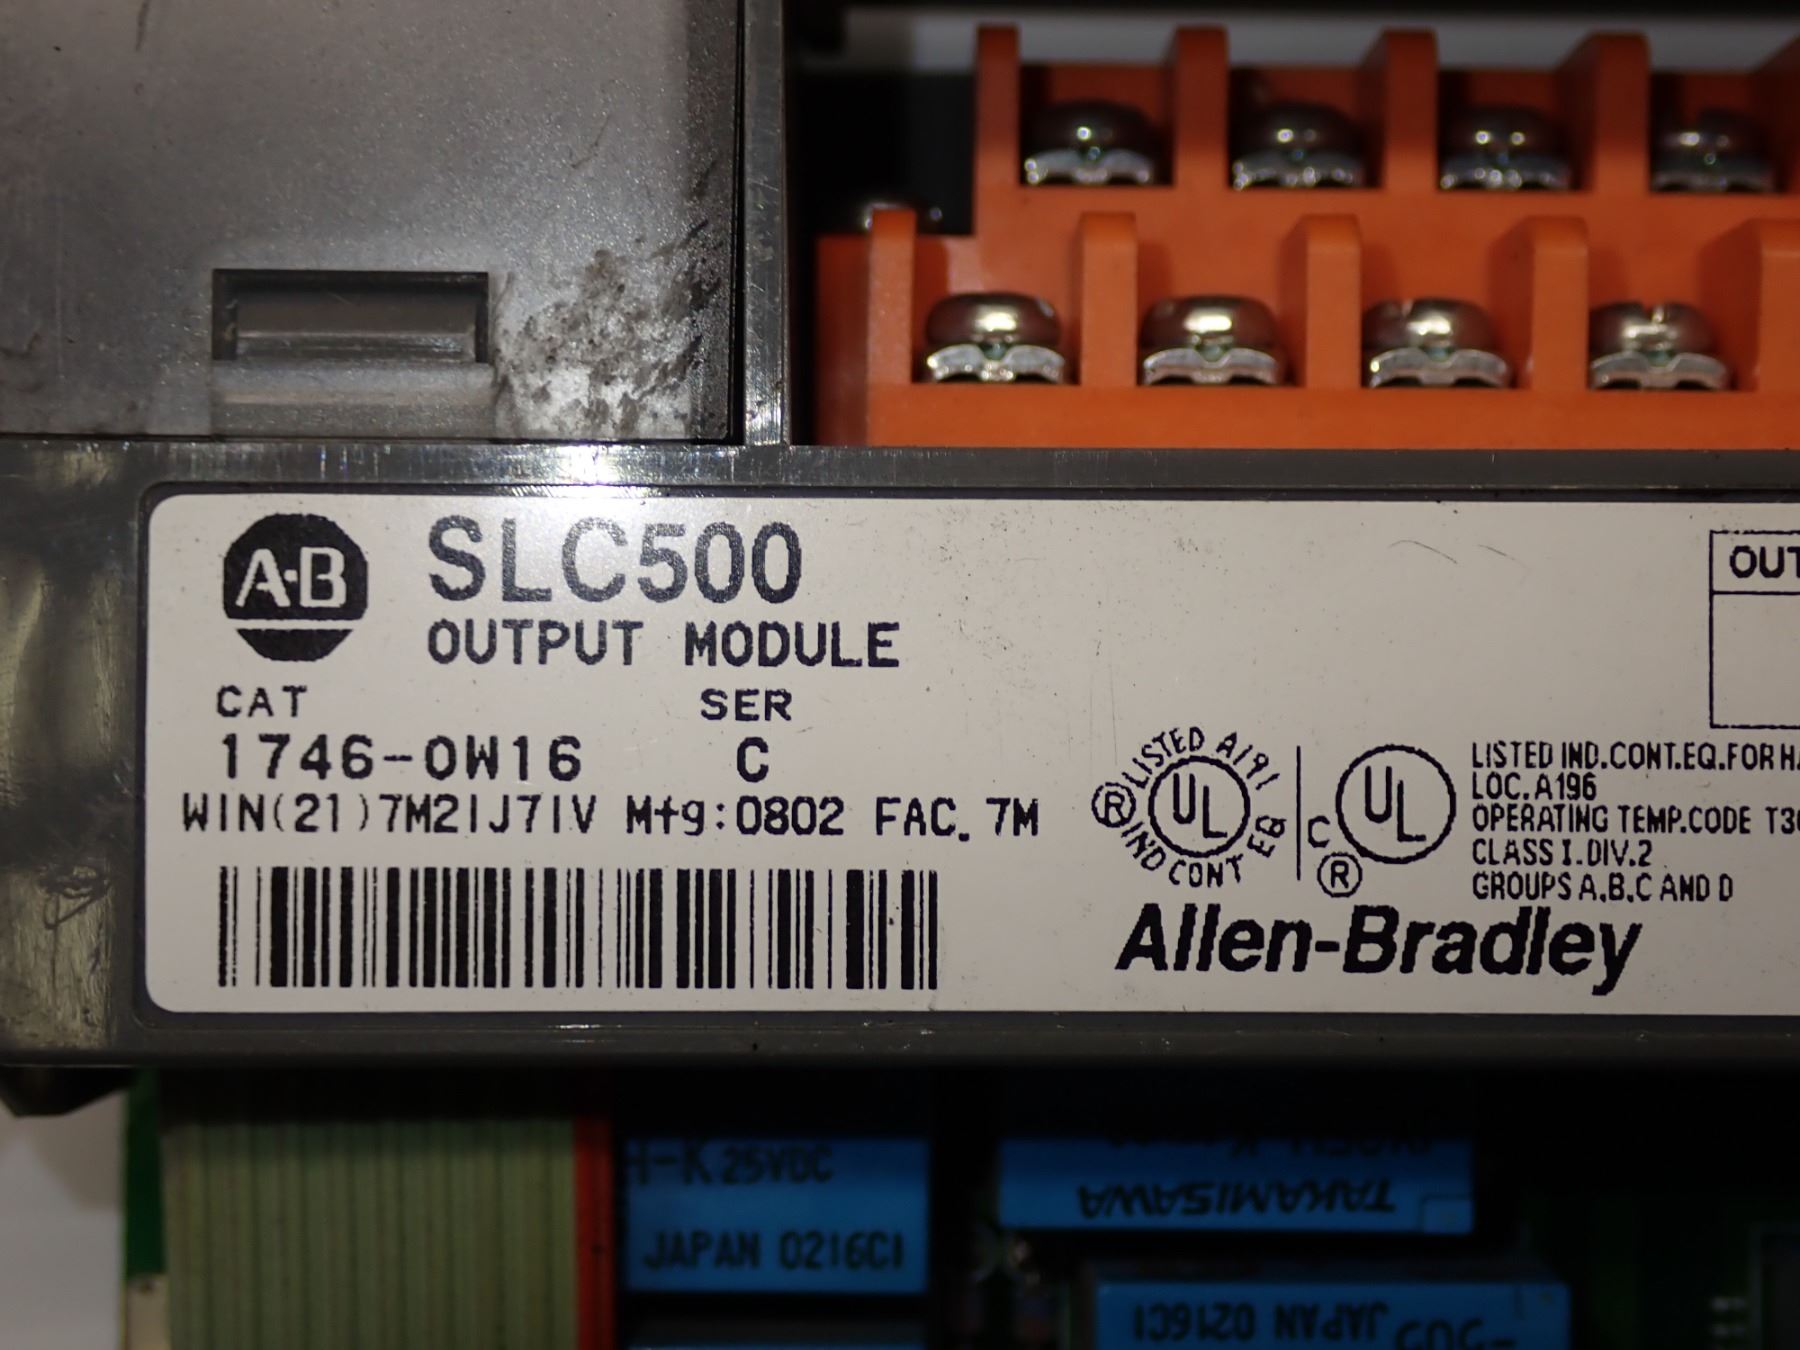 A·B
SLC500
OUTPUT MODULE
CAT SER
1746-OW16 C
WIN(21)7M2IJ7IV Mfg:0802 FAC. 7M
OUT
LISTED A191
UL
IND CONT EQ
®
C
UL
®
LISTED IND.CONT.EQ.FOR HA
LOC.A196
OPERATING TEMP.CODE T3
CLASS I.DIV.2
GROUPS A.B.C AND D
Allen-Bradley
H-K 25VDC
JAPAN 0216C1
TAKAMISAWA
JAPAN 0216C1